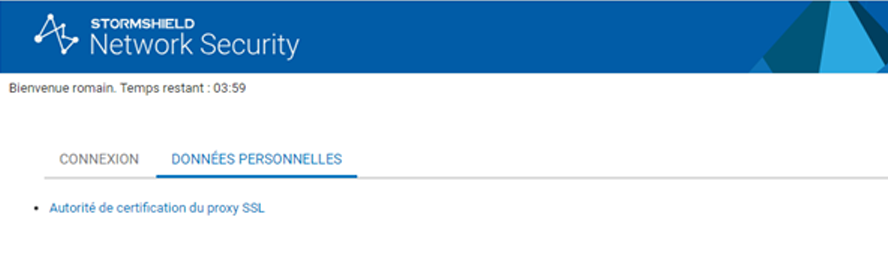 STORMSHIELD
Network Security
Bienvenue romain. Temps restant : 03:59
CONNEXION DONNÉES PERSONNELLES
• Autorité de certification du proxy SSL